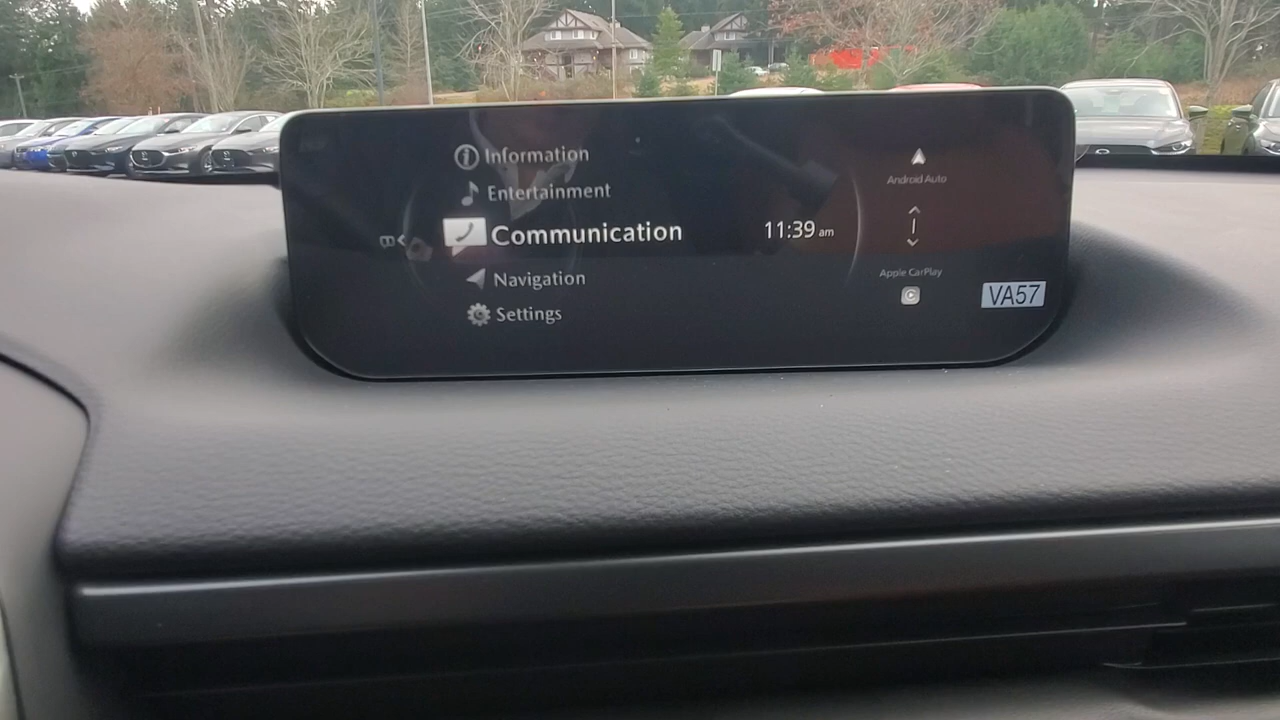 Information
Entertainment
Communication
Navigation
Settings
11:39 am
Android Auto
Apple CarPlay
VA57